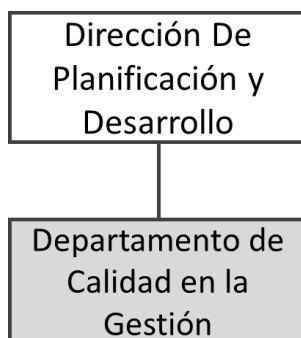 Dirección De
Planificación y
Desarrollo
Departamento de
Calidad en la
Gestión